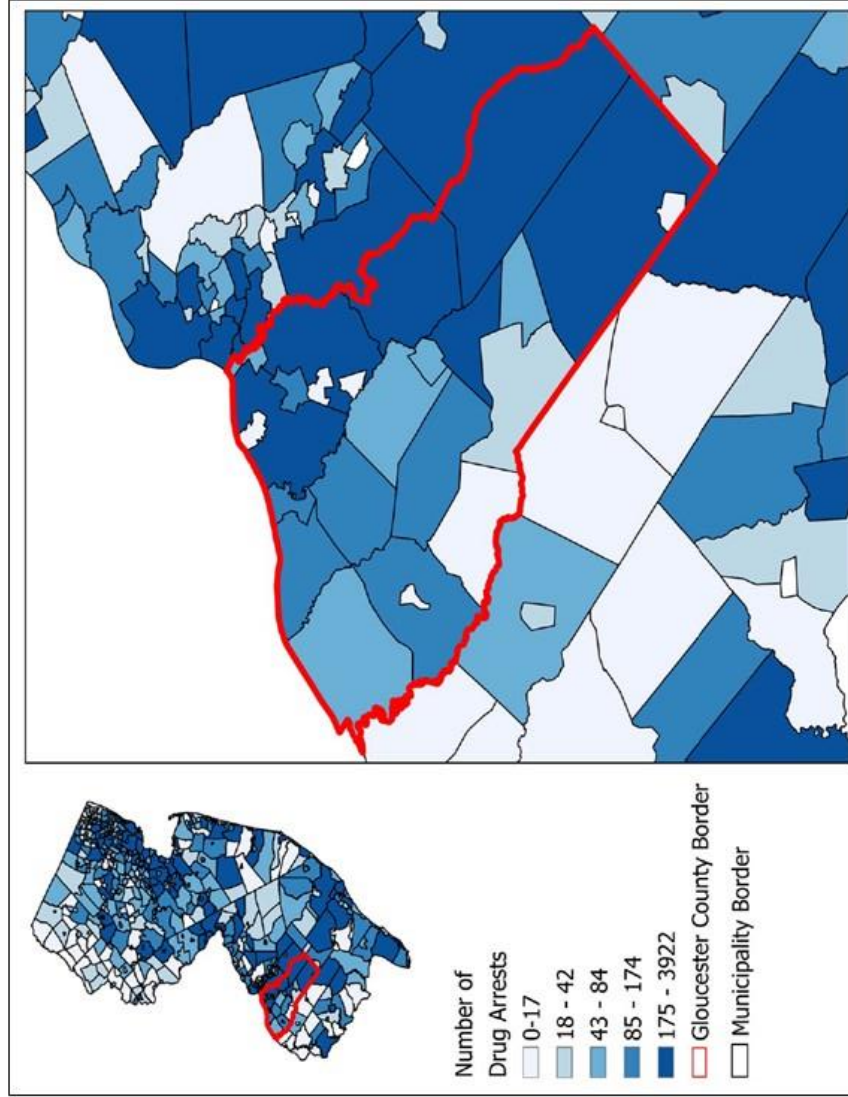 Number of
Drug Arrests
0-17
18 - 42
43 - 84
85 - 174
175 - 3922
Gloucester County Border
Municipality Border